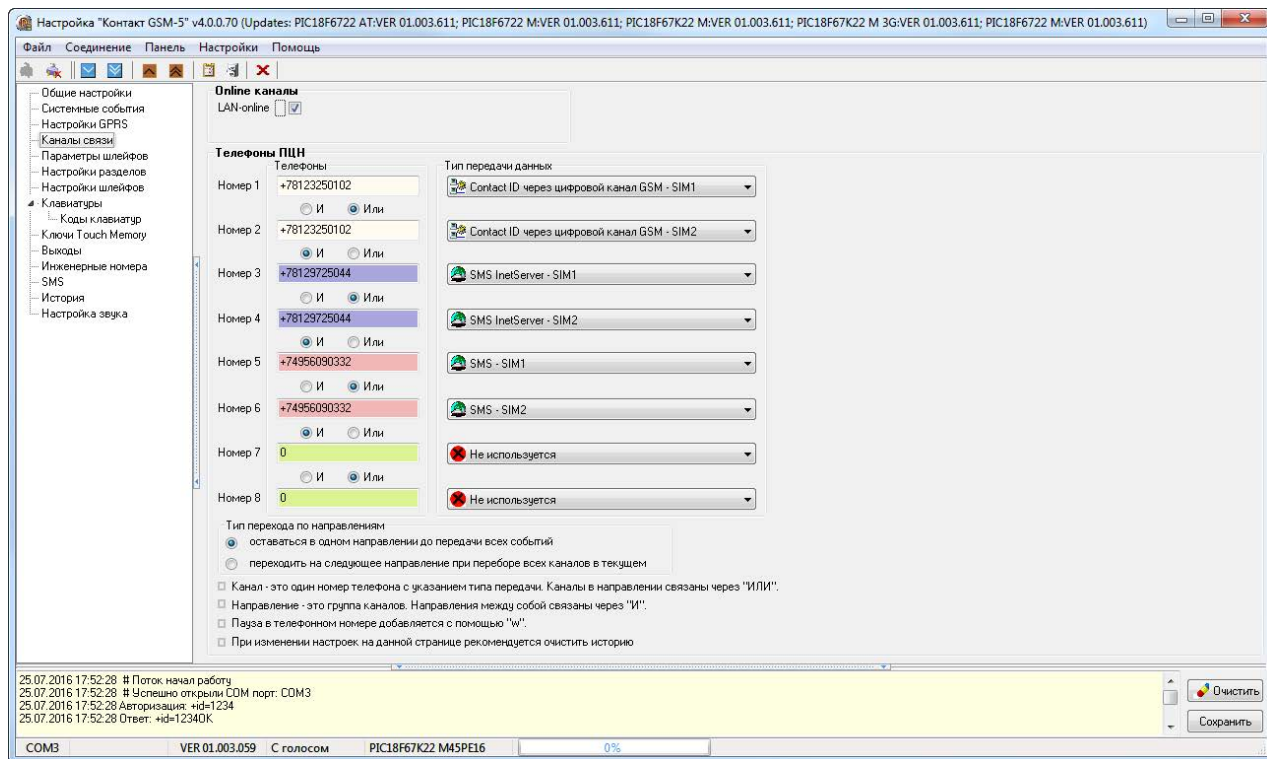 Настройка "Контакт GSM-5" v4.0.0.70 (Updates: PIC18F6722 AT:VER 01.003.611; PIC18F6722 M:VER 01.003.611; PIC18F67K22 M:VER 01.003.611; PIC18F67K22 M 3G:VER 01.003.611; PIC18F6722 M:VER 01.003.611)
Файл Соединение Панель Настройки Помощь
Общие настройки
Системные события
Настройки GPRS
Каналы связи
Параметры шлейфов
Настройки разделов
Настройки шлейфов
Клавиатуры
Коды клавиатур
Ключи Touch Memory
Выходы
Инженерные номера
SMS
История
Настройка звука
Online каналы
LAN-online
Телефоны ПЦН
Телефоны Тип передачи данных
Номер 1 +78123250102 Contact ID через цифровой канал GSM - SIM1
И Или
Номер 2 +78123250102 Contact ID через цифровой канал GSM - SIM2
И Или
Номер 3 +78129725044 SMS InetServer - SIM1
И Или
Номер 4 +78129725044 SMS InetServer - SIM2
И Или
Номер 5 +74956090332 SMS - SIM1
И Или
Номер 6 +74956090332 SMS - SIM2
И Или
Номер 7 0 Не используется
И Или
Номер 8 0 Не используется
Тип перехода по направлениям
оставаться в одном направлении до передачи всех событий
переходить на следующее направление при переборе всех каналов в текущем
Канал - это один номер телефона с указанием типа передачи. Каналы в направлении связаны через "ИЛИ".
Направление - это группа каналов. Направления между собой связаны через "И".
Пауза в телефонном номере добавляется с помощью "w".
При изменении настроек на данной странице рекомендуется очистить историю
25.07.2016 17:52:28 # Поток начал работу
25.07.2016 17:52:28 # Успешно открыли COM порт: COM3
25.07.2016 17:52:28 Авторизация: +id=1234
25.07.2016 17:52:28 Ответ: +id=1234OK
Очистить
Сохранить
COM3 VER 01.003.059 С голосом PIC18F67K22 M45PE16 0%